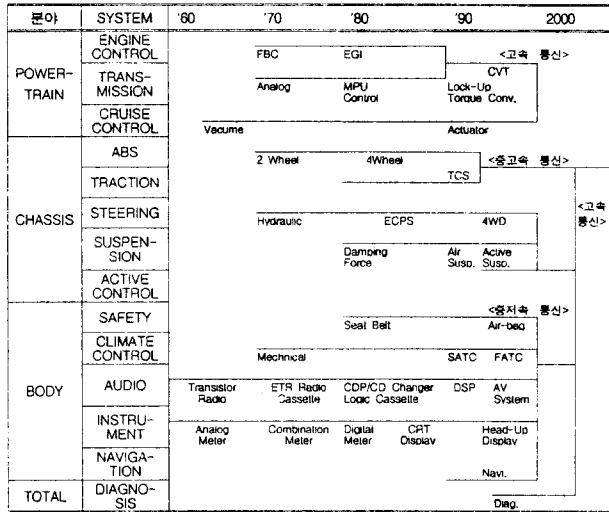 분야 SYSTEM '60 '70 '80 '90 2000
POWER-
TRAIN
ENGINE
CONTROL
FBC EGI <고속 통신>
TRANS-
MISSION
CVT
Analog MPU
Control
Lock-Up
Torque Conv.
CRUISE
CONTROL
Vacume Actuator
CHASSIS
ABS
2 Wheel 4Wheel <중고속 통신>
TRACTION
TCS
STEERING
<고속
통신>
Hydraulic ECPS 4WD
SUSPEN-
SION
Damping
Force
Air
Susp.
Active
Susp.
ACTIVE
CONTROL
BODY
SAFETY
<중저속 통신>
Seat Belt Air-bag
CLIMATE
CONTROL
Mechnical SATC FATC
AUDIO
Transistor
Radio
ETR Radio
Cassette
CDP/CD Changer
Logic Cassette
DSP
AV
System
INSTRU-
MENT
Analog
Meter
Combination
Meter
Digital
Meter
CRT
Display
Head-Up
Display
NAVIGA-
TION
Navi.
TOTAL
DIAGNO-
SIS
Diag.